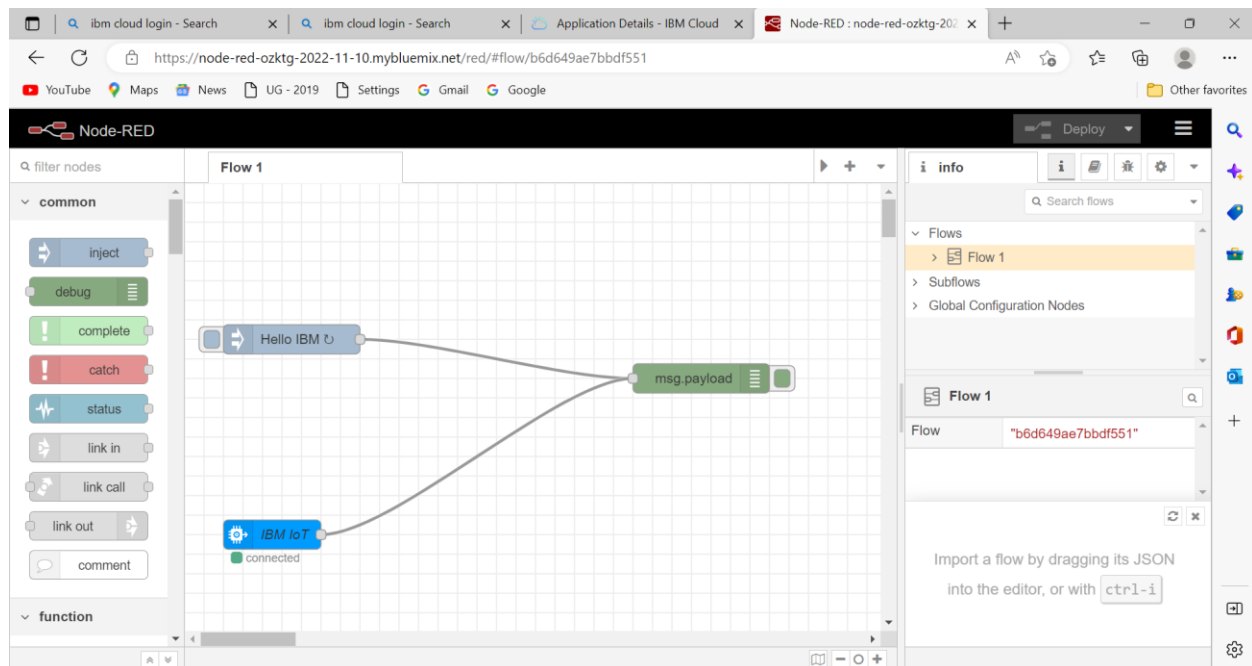 ibm cloud login - Search
ibm cloud login - Search
Application Details - IBM Cloud
Node-RED : node-red-ozktg-202
https://node-red-ozktg-2022-11-10.mybluemix.net/red/#flow/b6d649ae7bbdf551
YouTube Maps News UG - 2019 Settings Gmail Google Other favorites
Node-RED
Deploy
filter nodes
common
inject
debug
complete
catch
status
link in
link call
link out
comment
function
Flow 1
Hello IBM ↻
msg.payload
IBM IoT
connected
i info
Search flows
Flows
Flow 1
Subflows
Global Configuration Nodes
Flow 1
Flow "b6d649ae7bbdf551"
Import a flow by dragging its JSON
into the editor, or with ctrl-i